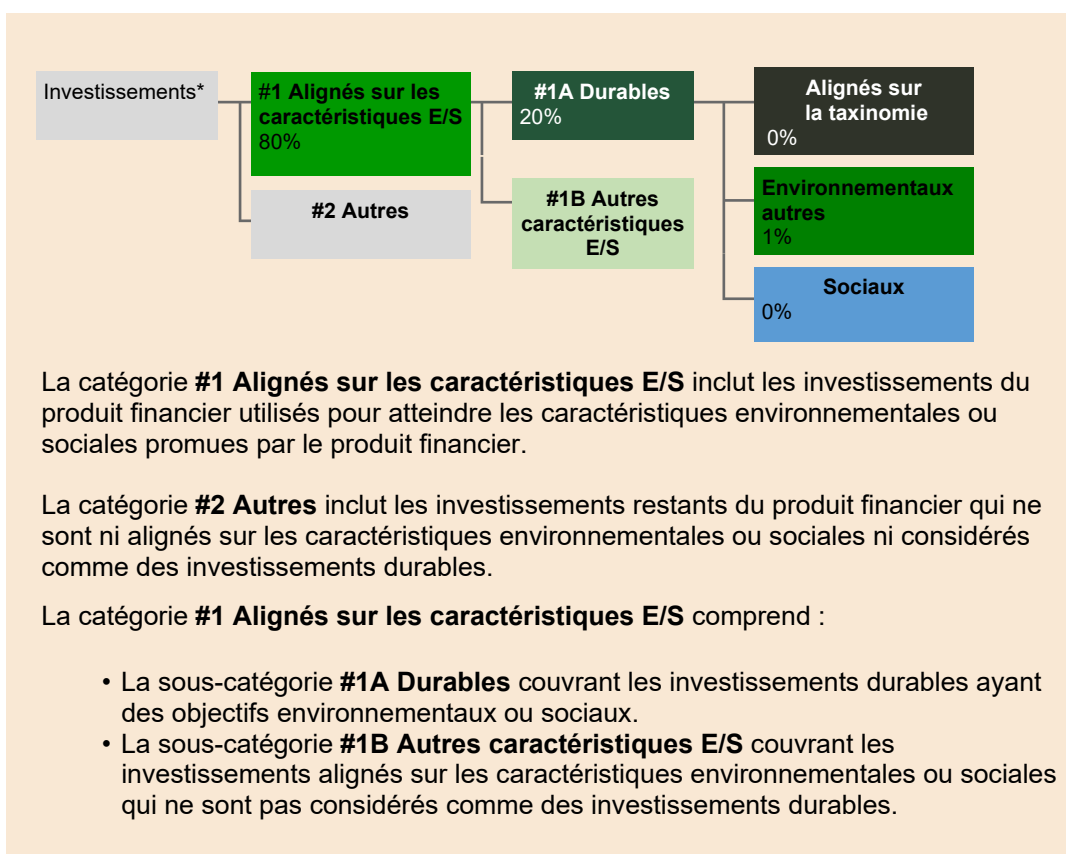 Investissements*
#1 Alignés sur les
caractéristiques E/S
80%
#2 Autres
#1A Durables
20%
#1B Autres
caractéristiques
E/S
Alignés sur
la taxinomie
0%
Environnementaux
autres
1%
Sociaux
0%
La catégorie #1 Alignés sur les caractéristiques E/S inclut les investissements du
produit financier utilisés pour atteindre les caractéristiques environnementales ou
sociales promues par le produit financier.
La catégorie #2 Autres inclut les investissements restants du produit financier qui ne
sont ni alignés sur les caractéristiques environnementales ou sociales ni considérés
comme des investissements durables.
La catégorie #1 Alignés sur les caractéristiques E/S comprend :
• La sous-catégorie #1A Durables couvrant les investissements durables ayant
des objectifs environnementaux ou sociaux.
• La sous-catégorie #1B Autres caractéristiques E/S couvrant les
investissements alignés sur les caractéristiques environnementales ou sociales
qui ne sont pas considérés comme des investissements durables.